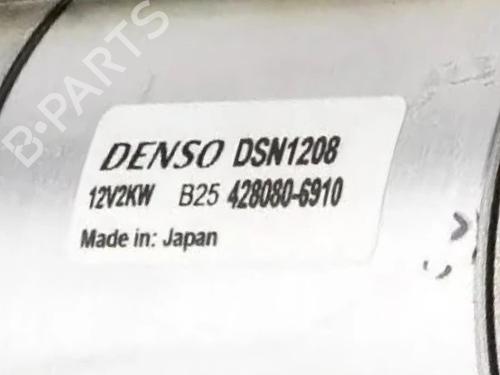 B-PARTS
DENSO DSN1208
12V2KW B25 428080-6910
Made in: Japan